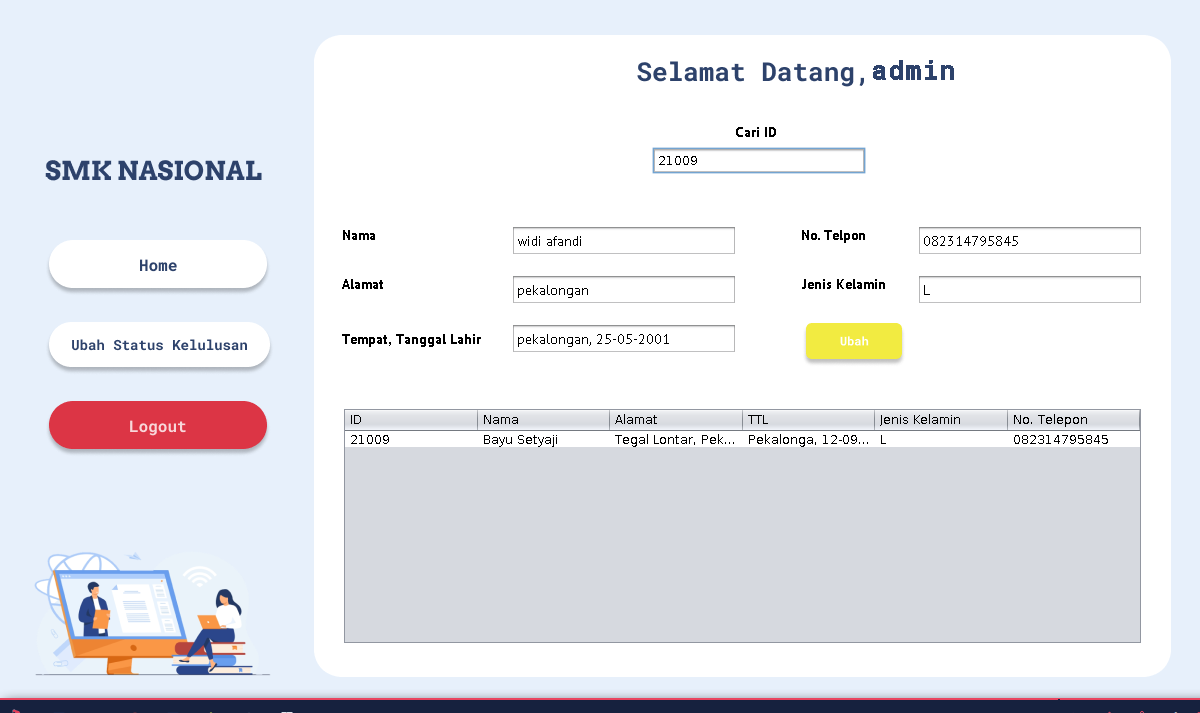 Selamat Datang,admin
Cari ID
21009
SMK NASIONAL
Home
Ubah Status Kelulusan
Logout
Nama
widi afandi
No. Telpon
082314795845
Alamat
pekalongan
Jenis Kelamin
L
Tempat, Tanggal Lahir
pekalongan, 25-05-2001
Ubah
ID Nama Alamat TTL Jenis Kelamin No. Telepon
21009 Bayu Setyaji Tegal Lontar, Pek... Pekalonga, 12-09... L 082314795845